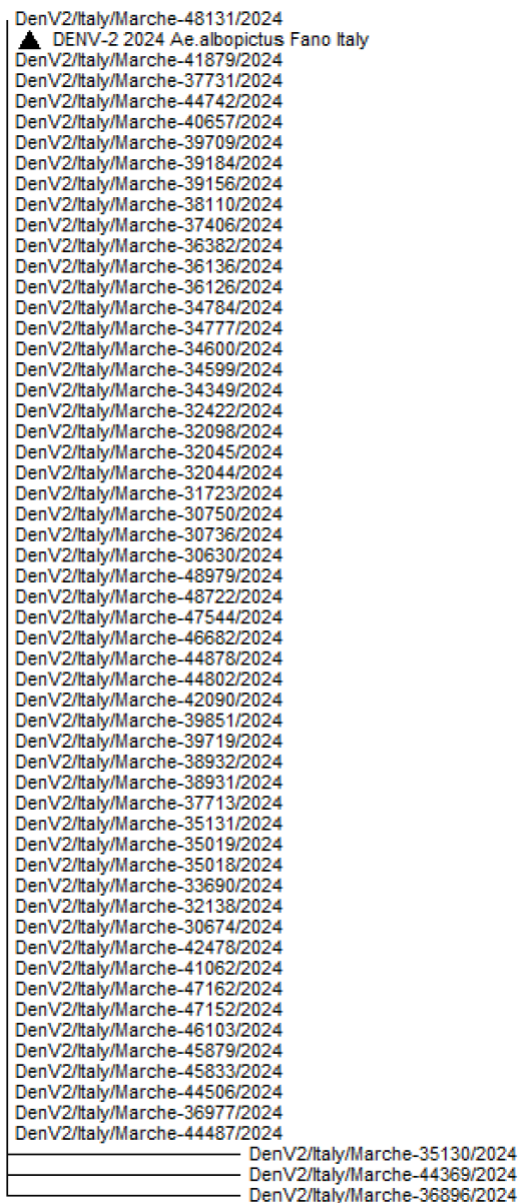 DenV2/Italy/Marche-48131/2024
DENV-2 2024 Ae.albopictus Fano Italy
DenV2/Italy/Marche-41879/2024
DenV2/Italy/Marche-37731/2024
DenV2/Italy/Marche-44742/2024
DenV2/Italy/Marche-40657/2024
DenV2/Italy/Marche-39709/2024
DenV2/Italy/Marche-39184/2024
DenV2/Italy/Marche-39156/2024
DenV2/Italy/Marche-38110/2024
DenV2/Italy/Marche-37406/2024
DenV2/Italy/Marche-36382/2024
DenV2/Italy/Marche-36136/2024
DenV2/Italy/Marche-36126/2024
DenV2/Italy/Marche-34784/2024
DenV2/Italy/Marche-34777/2024
DenV2/Italy/Marche-34600/2024
DenV2/Italy/Marche-34599/2024
DenV2/Italy/Marche-34349/2024
DenV2/Italy/Marche-32422/2024
DenV2/Italy/Marche-32098/2024
DenV2/Italy/Marche-32045/2024
DenV2/Italy/Marche-32044/2024
DenV2/Italy/Marche-31723/2024
DenV2/Italy/Marche-30750/2024
DenV2/Italy/Marche-30736/2024
DenV2/Italy/Marche-30630/2024
DenV2/Italy/Marche-48979/2024
DenV2/Italy/Marche-48722/2024
DenV2/Italy/Marche-47544/2024
DenV2/Italy/Marche-46682/2024
DenV2/Italy/Marche-44878/2024
DenV2/Italy/Marche-44802/2024
DenV2/Italy/Marche-42090/2024
DenV2/Italy/Marche-39851/2024
DenV2/Italy/Marche-39719/2024
DenV2/Italy/Marche-38932/2024
DenV2/Italy/Marche-38931/2024
DenV2/Italy/Marche-37713/2024
DenV2/Italy/Marche-35131/2024
DenV2/Italy/Marche-35019/2024
DenV2/Italy/Marche-35018/2024
DenV2/Italy/Marche-33690/2024
DenV2/Italy/Marche-32138/2024
DenV2/Italy/Marche-30674/2024
DenV2/Italy/Marche-42478/2024
DenV2/Italy/Marche-41062/2024
DenV2/Italy/Marche-47162/2024
DenV2/Italy/Marche-47152/2024
DenV2/Italy/Marche-46103/2024
DenV2/Italy/Marche-45879/2024
DenV2/Italy/Marche-45833/2024
DenV2/Italy/Marche-44506/2024
DenV2/Italy/Marche-36977/2024
DenV2/Italy/Marche-44487/2024
DenV2/Italy/Marche-35130/2024
DenV2/Italy/Marche-44369/2024
DenV2/Italy/Marche-36896/2024